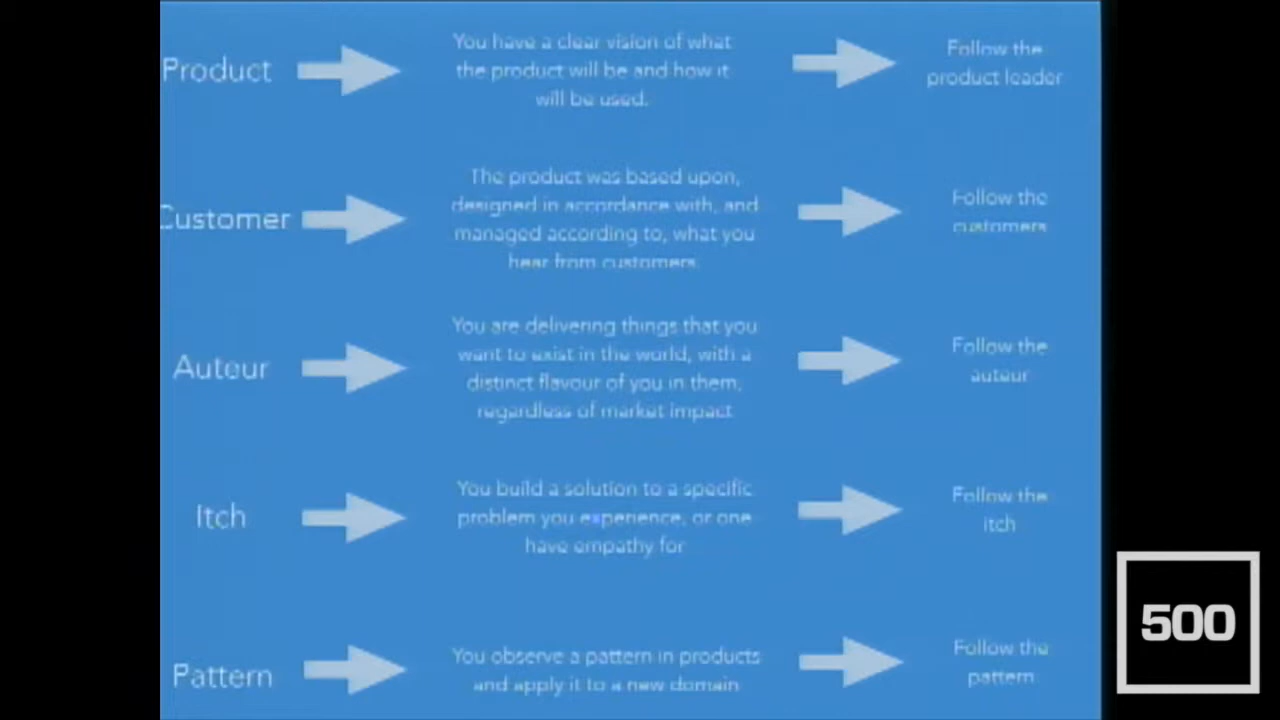 Product
You have a clear vision of what
the product will be and how it
will be used.
Follow the
product leader
Customer
The product was based upon,
designed in accordance with, and
managed according to, what you
hear from customers.
Follow the
customers
Auteur
You are delivering things that you
want to exist in the world, with a
distinct flavour of you in them,
regardless of market impact
Follow the
auteur
Itch
You build a solution to a specific
problem you experience, or one
have empathy for
Follow the
itch
Pattern
You observe a pattern in products
and apply it to a new domain
Follow the
pattern
500